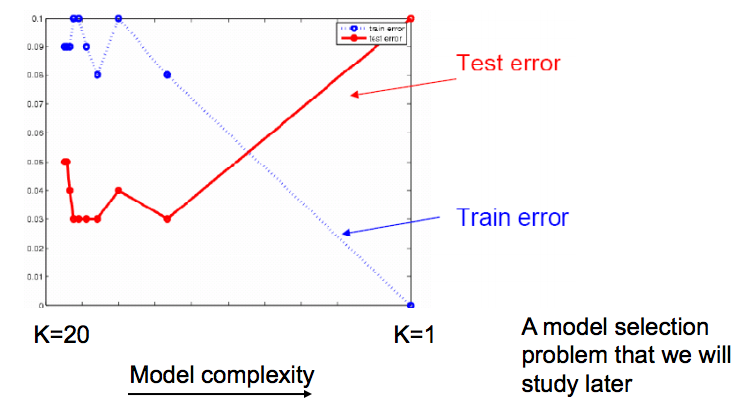 0.1
0.09
0.08
0.07
0.06
0.05
0.04
0.03
0.02
0.01
0
train error
test error
Test error
Train error
K=20
K=1
Model complexity
A model selection
problem that we will
study later